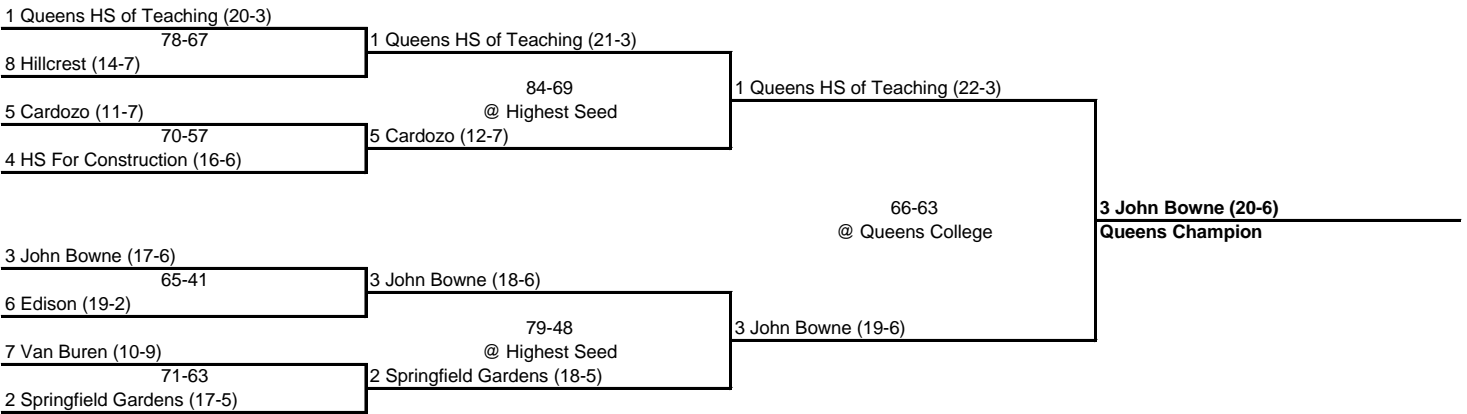 1 Queens HS of Teaching (20-3)
78-67
8 Hillcrest (14-7)
5 Cardozo (11-7)
70-57
4 HS For Construction (16-6)
3 John Bowne (17-6)
65-41
6 Edison (19-2)
7 Van Buren (10-9)
71-63
2 Springfield Gardens (17-5)
1 Queens HS of Teaching (21-3)
84-69
@ Highest Seed
5 Cardozo (12-7)
3 John Bowne (18-6)
79-48
@ Highest Seed
2 Springfield Gardens (18-5)
1 Queens HS of Teaching (22-3)
66-63
@ Queens College
3 John Bowne (19-6)
3 John Bowne (20-6)
Queens Champion